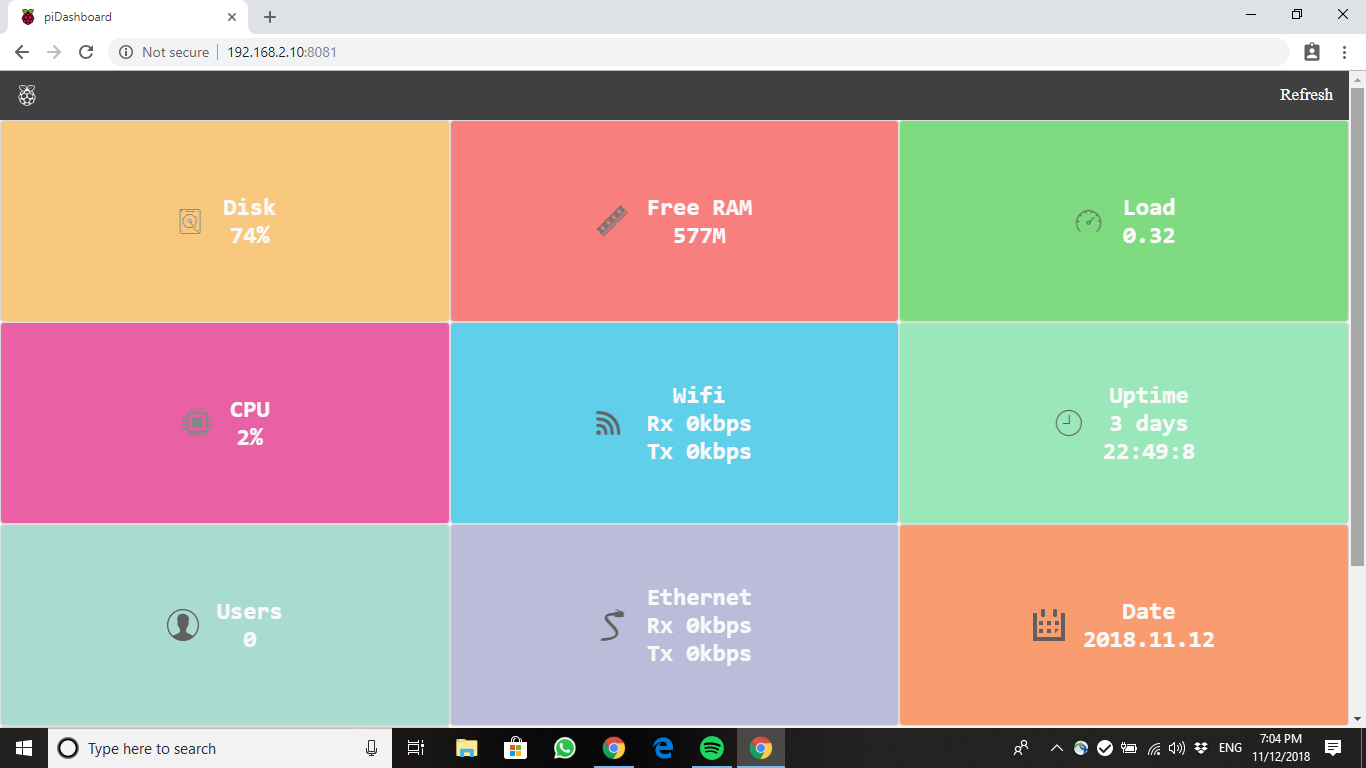 piDashboard
Not secure
192.168.2.10:8081
Refresh
Disk
74%
Free RAM
577M
Load
0.32
CPU
2%
Wifi
Rx 0kbps
Tx 0kbps
Uptime
3 days
22:49:8
Users
0
Ethernet
Rx 0kbps
Tx 0kbps
Date
2018.11.12
Type here to search
ENG
7:04 PM
11/12/2018